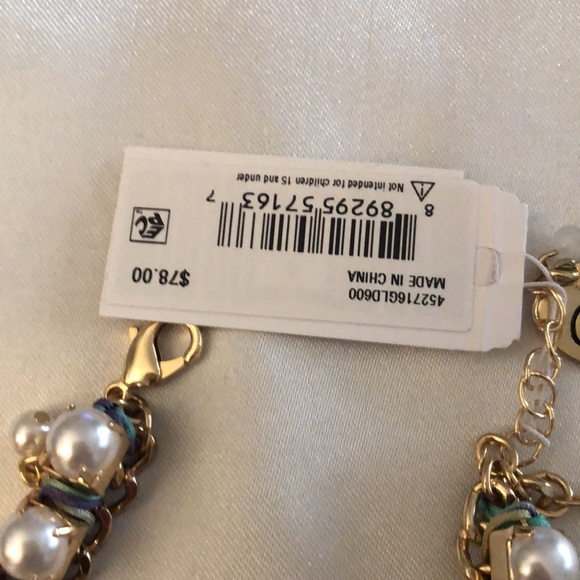 452716GLD600
MADE IN CHINA
$78.00
8 89295 57163 7
Not intended for children 15 and under